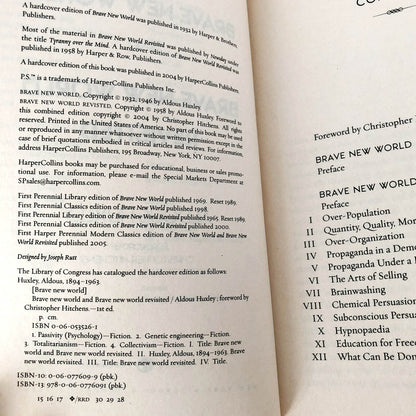 A hardcover edition of Brave New World was published in 1932 by Harper & Brothers,
Publishers.
Most of the material in Brave New World Revisited was published by Newsday under
the title Tyranny over the Mind. A hardcover edition of Brave New World Revisited was
published in 1958 by Harper & Row, Publishers.
A hardcover edition of this book was published in 2004 by HarperCollins Publishers.
P.S.™ is a trademark of HarperCollins Publishers Inc.
BRAVE NEW WORLD. Copyright © 1932, 1946 by Aldous Huxley
BRAVE NEW WORLD REVISITED. Copyright © 1958 by Aldous Huxley Foreword to
this combined edition copyright © 2004 by Christopher Hitchens. All rights
reserved. Printed in the United States of America. No part of this book may be used
or reproduced in any manner whatsoever without written permission except in the
case of brief quotations embodied in critical articles and reviews. For information
address HarperCollins Publishers, 195 Broadway, New York, NY 10007.
HarperCollins books may be purchased for educational, business or sales promo-
tional use. For information, please e-mail the Special Markets Department at
SPsales@harpercollins.com.
First Perennial Library edition of Brave New World published 1969. Reset 1989.
First Perennial Classics edition of Brave New World published 1998.
First Perennial Library edition of Brave New World Revisited published 1965. Reset 1989.
First Perennial Classics edition of Brave New World Revisited published 2000.
First Harper Perennial Modern Classics edition of Brave New World and Brave New
World Revisited published 2005.
Designed by Joseph Rutt
The Library of Congress has catalogued the hardcover edition as follows:
Huxley, Aldous, 1894–1963.
[Brave new world]
Brave new world and Brave new world revisited / Aldous Huxley ; foreword by
Christopher Hitchens.—1st ed.
p. cm.
ISBN 0-06-053526-1
1. Passivity (Psychology)—Fiction. 2. Genetic engineering—Fiction.
3. Totalitarianism—Fiction. 4. Collectivism—Fiction. I. Title: Brave new
world and Brave new world revisited. II. Huxley, Aldous, 1894–1963. Brave
new world revisited. III. Title: Brave new world revisited. IV. Title.
ISBN-10: 0-06-077609-9 (pbk.)
ISBN-13: 978-0-06-077609-1 (pbk.)
15 16 17 ❖/RRD 30 29 28
CO
Foreword by Christopher
BRAVE NEW WORLD
Preface
BRAVE NEW WORLD
Preface
I Over-Population
II Quantity, Quality, Mor
III Over-Organization
IV Propaganda in a Demo
V Propaganda Under a
VI The Arts of Selling
VII Brainwashing
VIII Chemical Persuasion
IX Subconscious Persuas
X Hypnopaedia
XI Education for Free
XII What Can Be Don